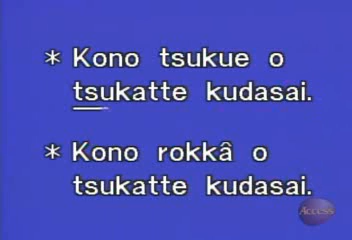 * Kono tsukue o
tsukatte kudasai.
* Kono rokkâ o
tsukatte kudasai.
Access